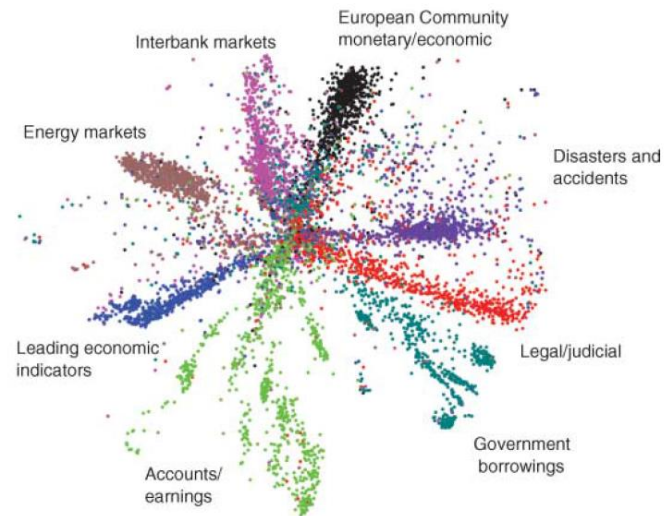 European Community
monetary/economic
Interbank markets
Energy markets
Disasters and
accidents
Leading economic
indicators
Legal/judicial
Government
borrowings
Accounts/
earnings